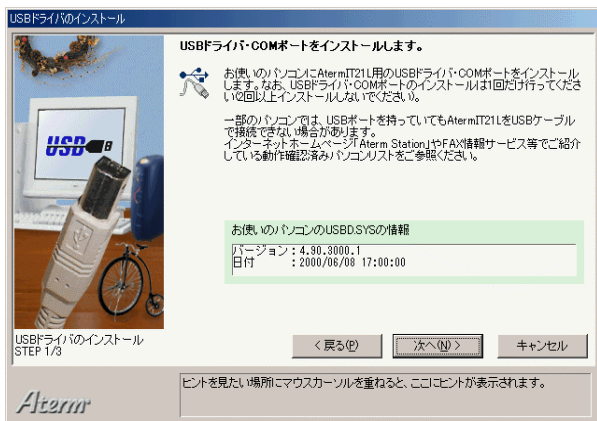 USBドライバのインストール
USBドライバ・COMポートをインストールします。
お使いのパソコンにAtermIT21L用のUSBドライバ・COMポートをインストール
します。なお、USBドライバ・COMポートのインストールは1回だけ行ってくださ
い(2回以上インストールしないでください)。
一部のパソコンでは、USBポートを持っていてもAtermIT21LをUSBケーブル
で接続できない場合があります。
インターネットホームページ「Aterm Station」やFAX情報サービス等でご紹介
している動作確認済みパソコンリストをご参照ください。
USB B
お使いのパソコンのUSBD.SYSの情報
バージョン：4.90.3000.1
日付　　　：2000/06/08 17:00:00
USBドライバのインストール
STEP 1/3
< 戻る(P)
次へ(N) >
キャンセル
Aterm
ヒントを見たい場所にマウスカーソルを重ねると、ここにヒントが表示されます。